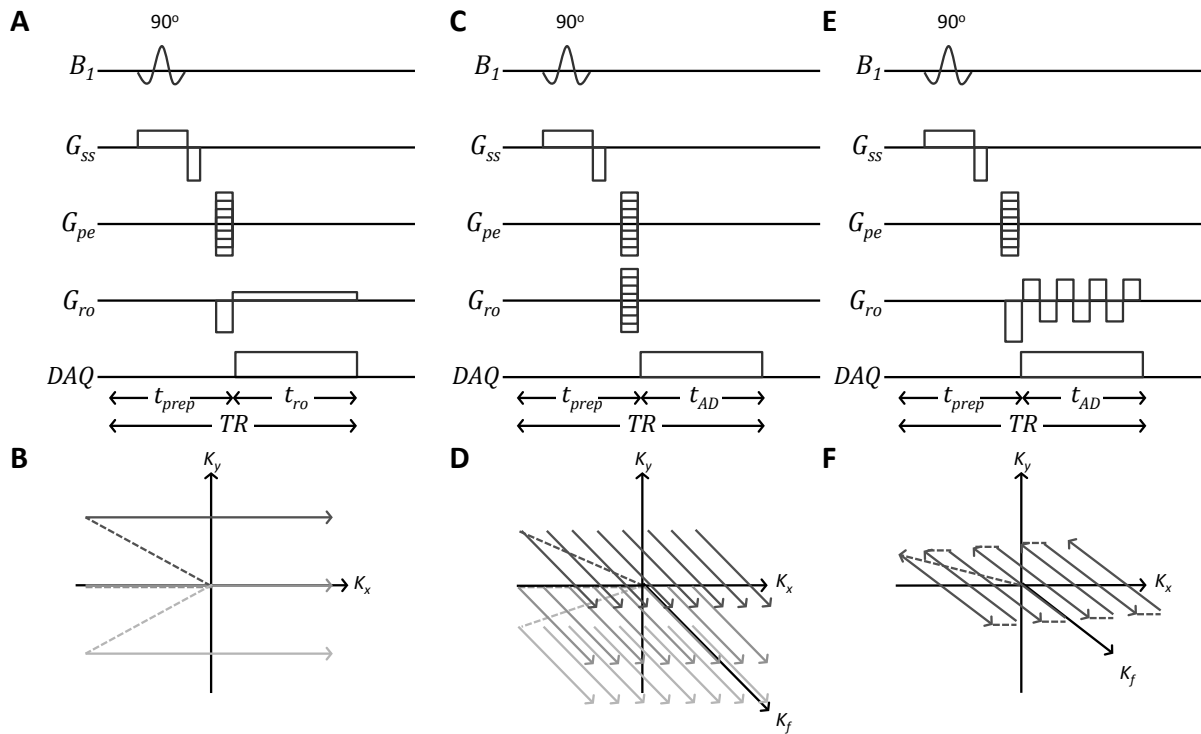 A
90°
B1
Gss
Gpe
Gro
DAQ
tprep
tro
TR
B
Ky
Kx
C
90°
B1
Gss
Gpe
Gro
DAQ
tprep
tAD
TR
D
Ky
Kx
Kf
E
90°
B1
Gss
Gpe
Gro
DAQ
tprep
tAD
TR
F
Ky
Kx
Kf